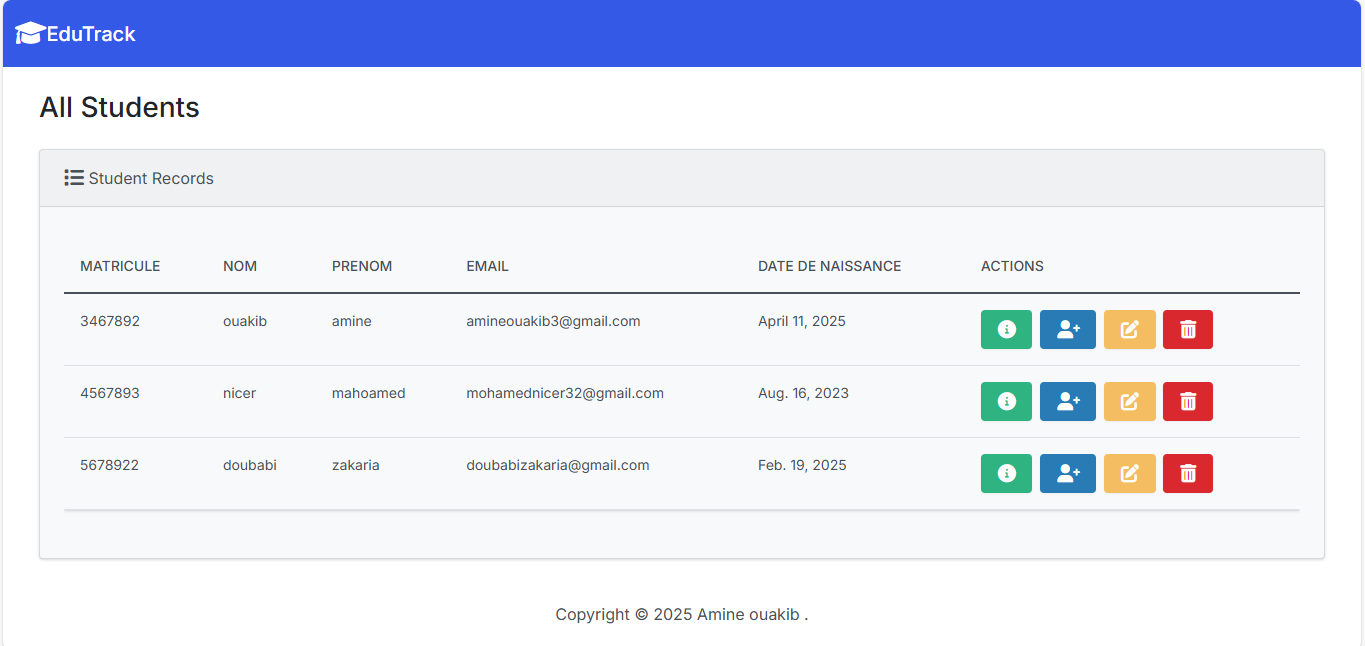 EduTrack
All Students
Student Records
MATRICULE NOM PRENOM EMAIL DATE DE NAISSANCE ACTIONS
3467892 ouakib amine amineouakib3@gmail.com April 11, 2025
4567893 nicer mahoamed mohamednicer32@gmail.com Aug. 16, 2023
5678922 doubabi zakaria doubabizakaria@gmail.com Feb. 19, 2025
Copyright © 2025 Amine ouakib .